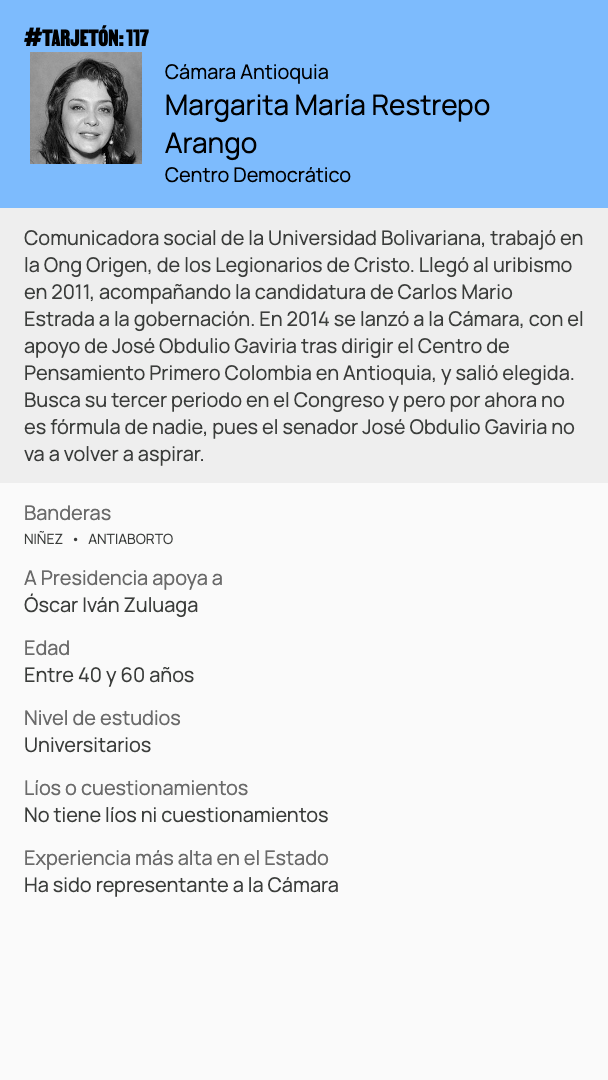 #TARJETÓN: 117
Cámara Antioquia
Margarita María Restrepo
Arango
Centro Democrático
Comunicadora social de la Universidad Bolivariana, trabajó en
la Ong Origen, de los Legionarios de Cristo. Llegó al uribismo
en 2011, acompañando la candidatura de Carlos Mario
Estrada a la gobernación. En 2014 se lanzó a la Cámara, con el
apoyo de José Obdulio Gaviria tras dirigir el Centro de
Pensamiento Primero Colombia en Antioquia, y salió elegida.
Busca su tercer periodo en el Congreso y pero por ahora no
es fórmula de nadie, pues el senador José Obdulio Gaviria no
va a volver a aspirar.
Banderas
NIÑEZ • ANTIABORTO
A Presidencia apoya a
Óscar Iván Zuluaga
Edad
Entre 40 y 60 años
Nivel de estudios
Universitarios
Líos o cuestionamientos
No tiene líos ni cuestionamientos
Experiencia más alta en el Estado
Ha sido representante a la Cámara